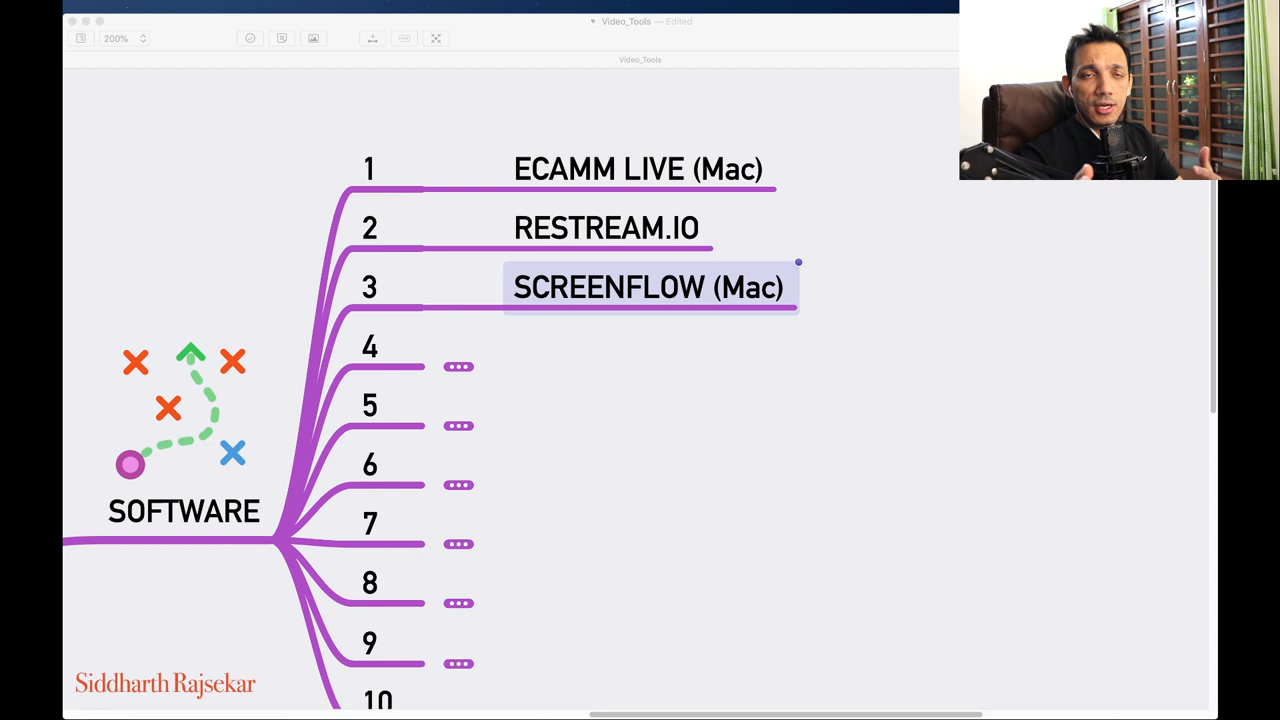 Video_Tools — Edited
200%
Video_Tools
1 ECAMM LIVE (Mac)
2 RESTREAM.IO
3 SCREENFLOW (Mac)
4
5
6
7
8
9
10
SOFTWARE
Siddharth Rajsekar